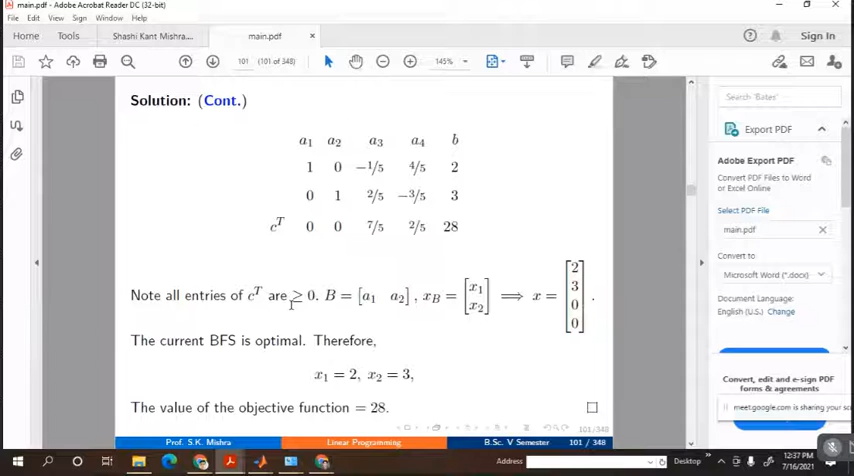 main.pdf - Adobe Acrobat Reader DC (32-bit)
File Edit View Sign Window Help
Home Tools Shashi Kant Mishra... main.pdf × Sign In
101 (101 of 348) 145%
Solution: (Cont.)
a1 a2 a3 a4 b
1 0 −1/5 4/5 2
0 1 2/5 −3/5 3
cT 0 0 7/5 2/5 28
Note all entries of cT are ≥ 0. B = [a1 a2], xB = [x1 x2] ⟹ x = [2 3 0 0].
The current BFS is optimal. Therefore,
x1 = 2, x2 = 3,
The value of the objective function = 28.
101/348
Prof. S.K. Mishra Linear Programming B.Sc. V Semester 101 / 348
Search 'Bates'
Export PDF
Adobe Export PDF
Convert PDF Files to Word
or Excel Online
Select PDF File
main.pdf ×
Convert to
Microsoft Word (*.docx)
Document Language:
English (U.S.) Change
Convert, edit and e-sign PDF
forms & agreements
meet.google.com is sharing your
Address Desktop
12:37 PM
7/16/2021